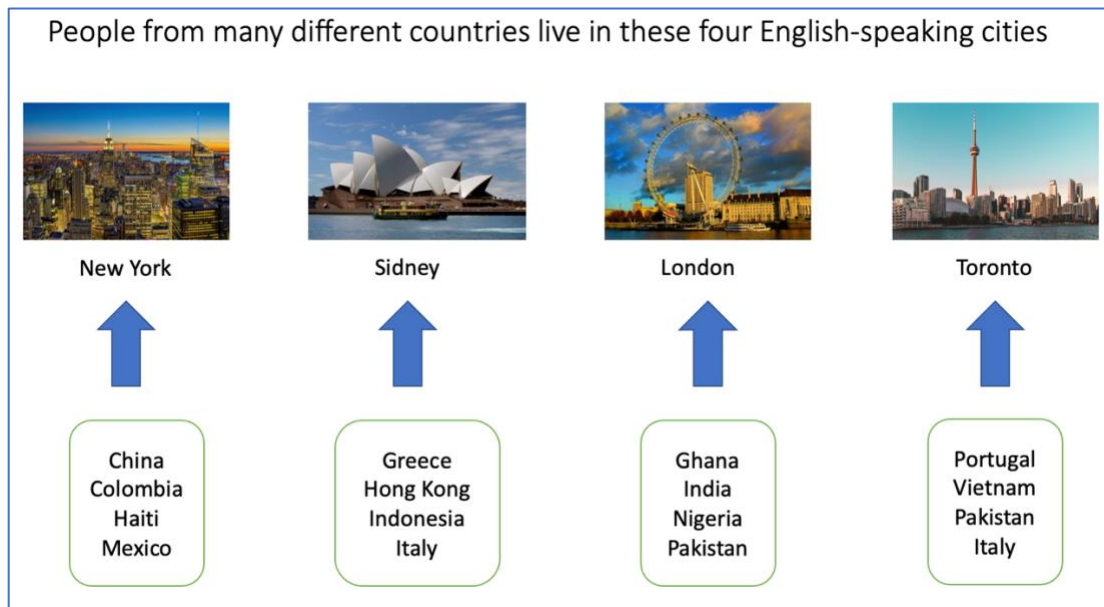 People from many different countries live in these four English-speaking cities
New York
Sidney
London
Toronto
China
Colombia
Haiti
Mexico
Greece
Hong Kong
Indonesia
Italy
Ghana
India
Nigeria
Pakistan
Portugal
Vietnam
Pakistan
Italy